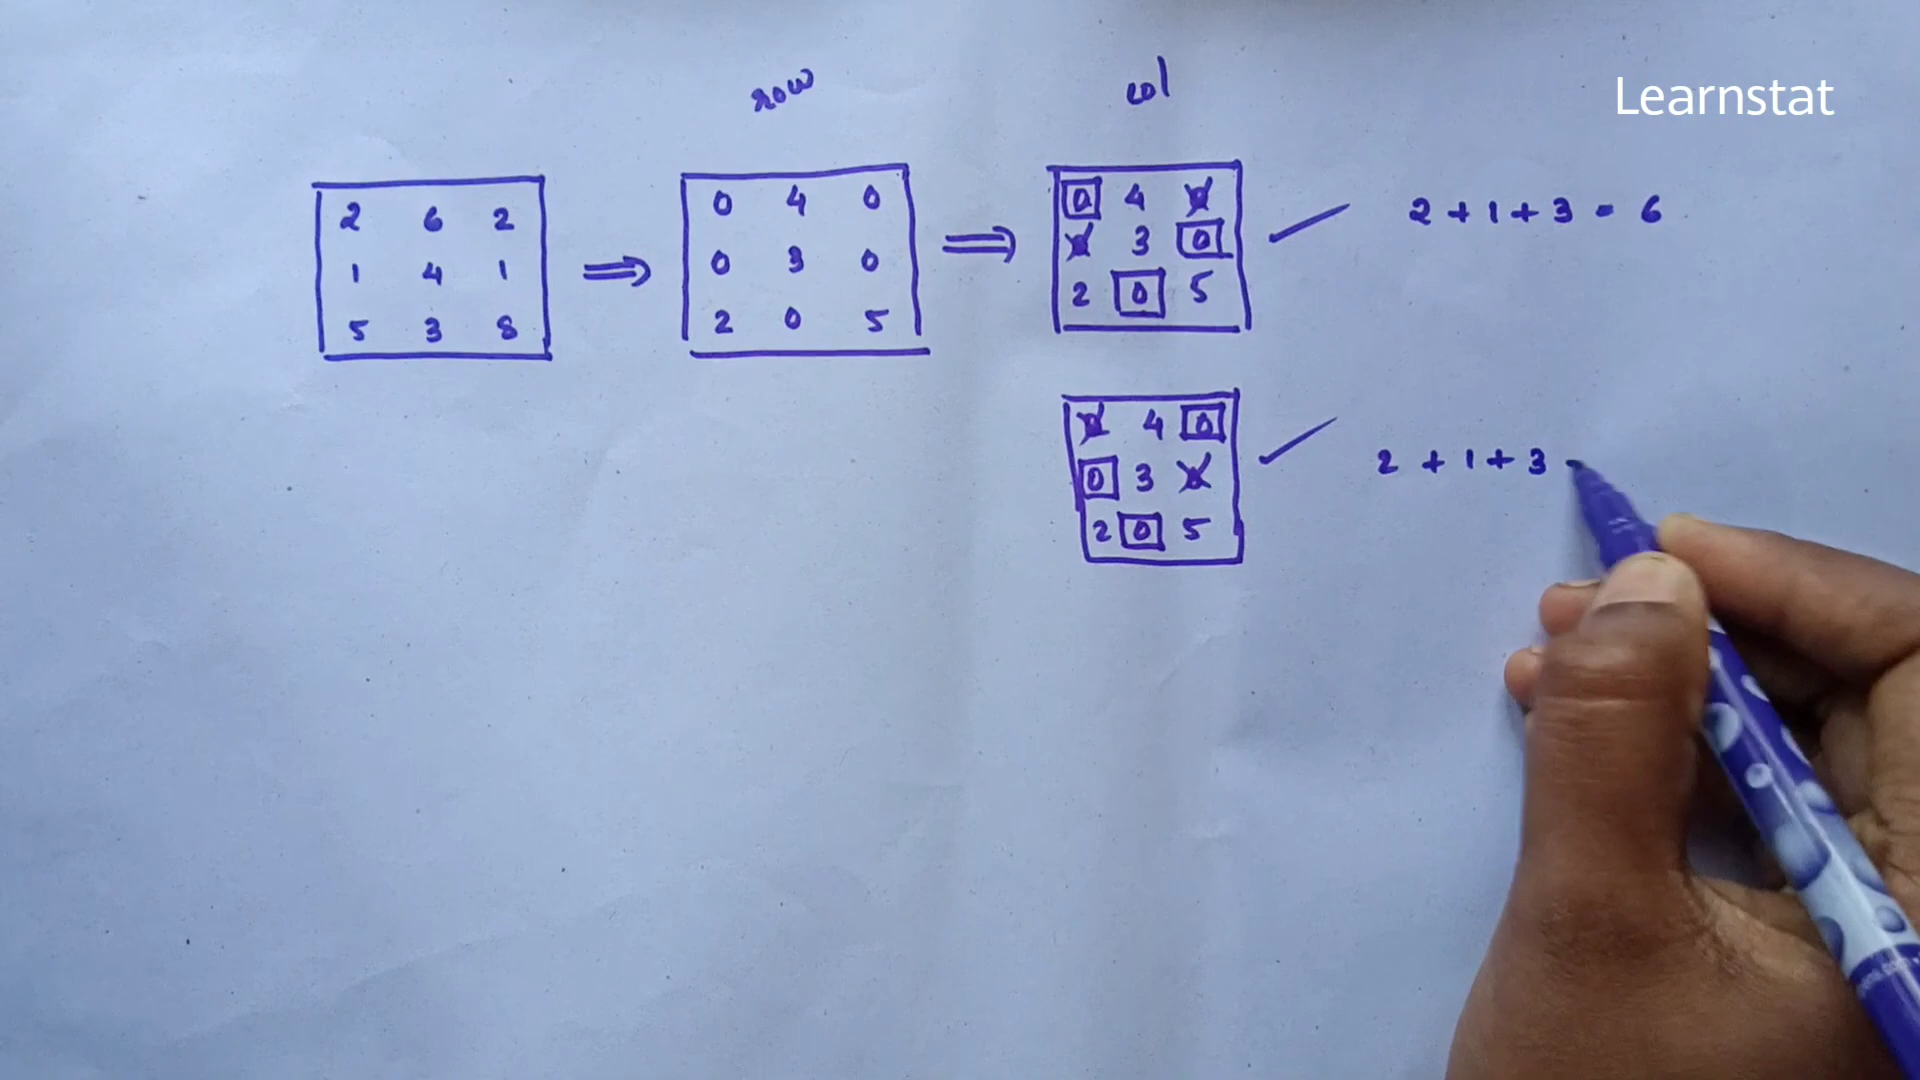 row
col
Learnstat
2 6 2
1 4 1
5 3 8
⇒
0 4 0
0 3 0
2 0 5
⇒
0 4 0
0 3 0
2 0 5
2 + 1 + 3 = 6
0 4 0
0 3 0
2 0 5
2 + 1 + 3 =